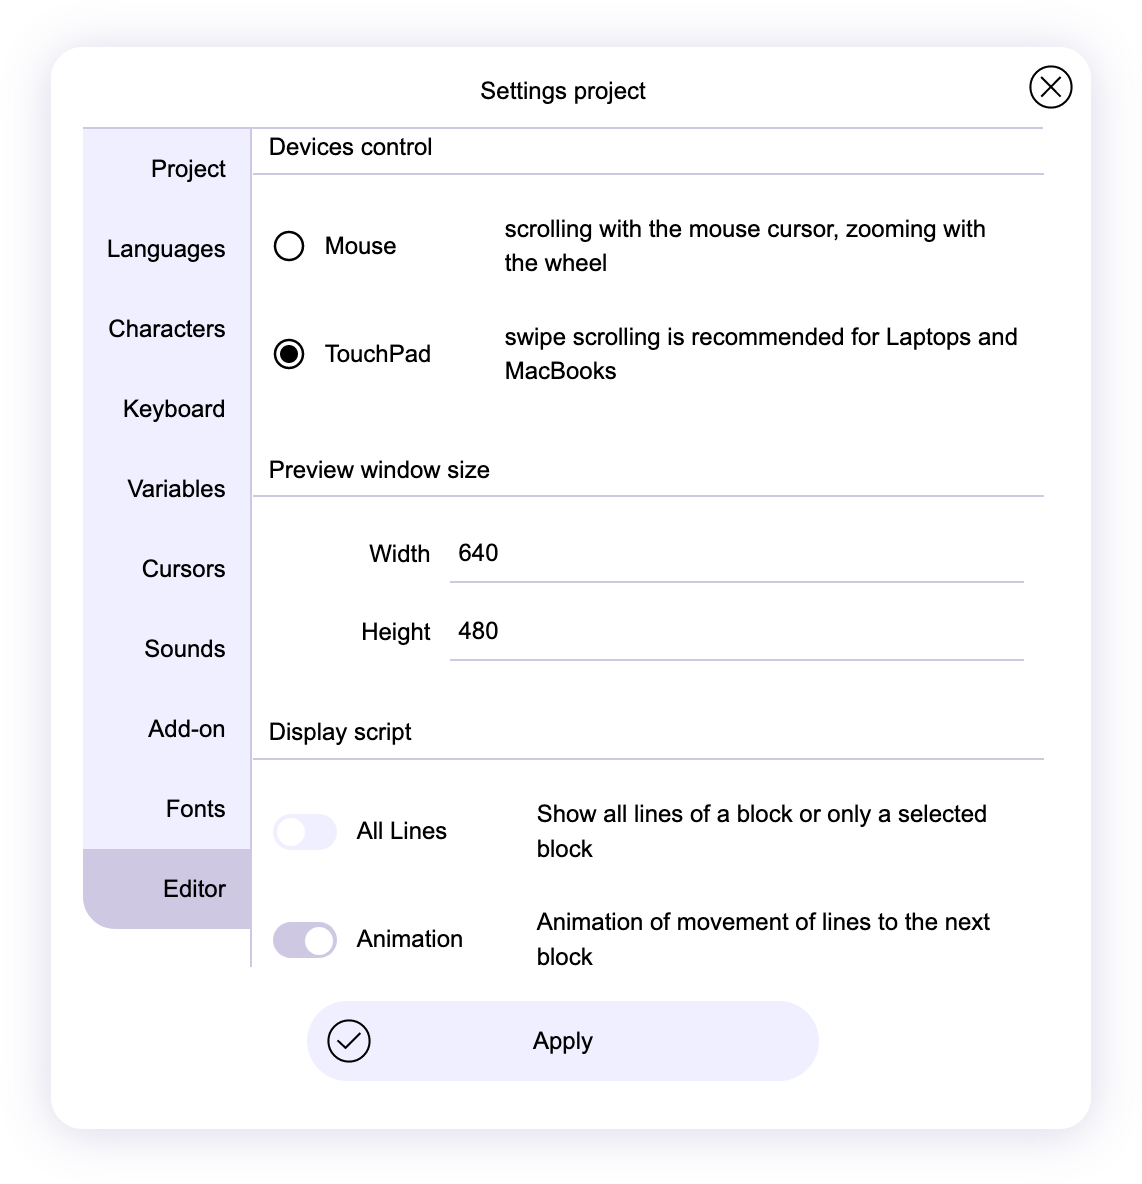 Settings project
Project
Languages
Characters
Keyboard
Variables
Cursors
Sounds
Add-on
Fonts
Editor
Devices control
Mouse
scrolling with the mouse cursor, zooming with
the wheel
TouchPad
swipe scrolling is recommended for Laptops and
MacBooks
Preview window size
Width 640
Height 480
Display script
All Lines
Show all lines of a block or only a selected
block
Animation
Animation of movement of lines to the next
block
Apply